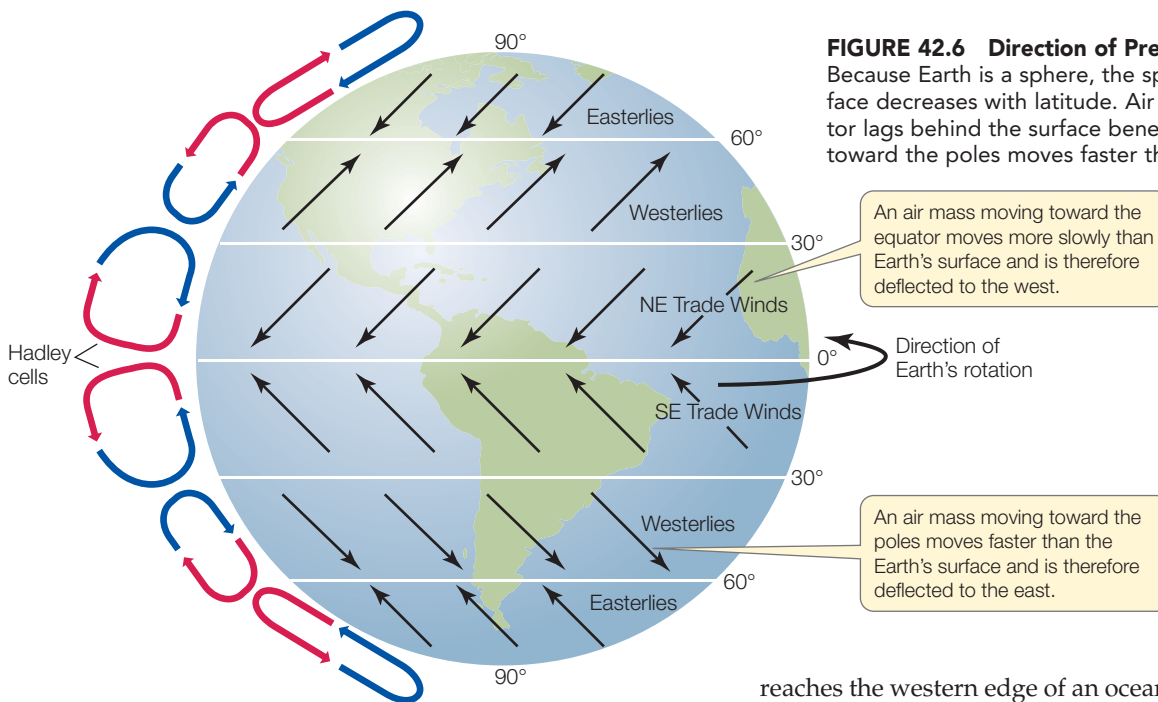 90°
FIGURE 42.6 Direction of Pre
Because Earth is a sphere, the sp
face decreases with latitude. Air
tor lags behind the surface bene
toward the poles moves faster th
Easterlies
60°
Westerlies
An air mass moving toward the
equator moves more slowly than
Earth's surface and is therefore
deflected to the west.
30°
NE Trade Winds
Hadley
cells
0°
Direction of
Earth's rotation
SE Trade Winds
30°
Westerlies
An air mass moving toward the
poles moves faster than the
Earth's surface and is therefore
deflected to the east.
60°
Easterlies
90°
reaches the western edge of an ocean